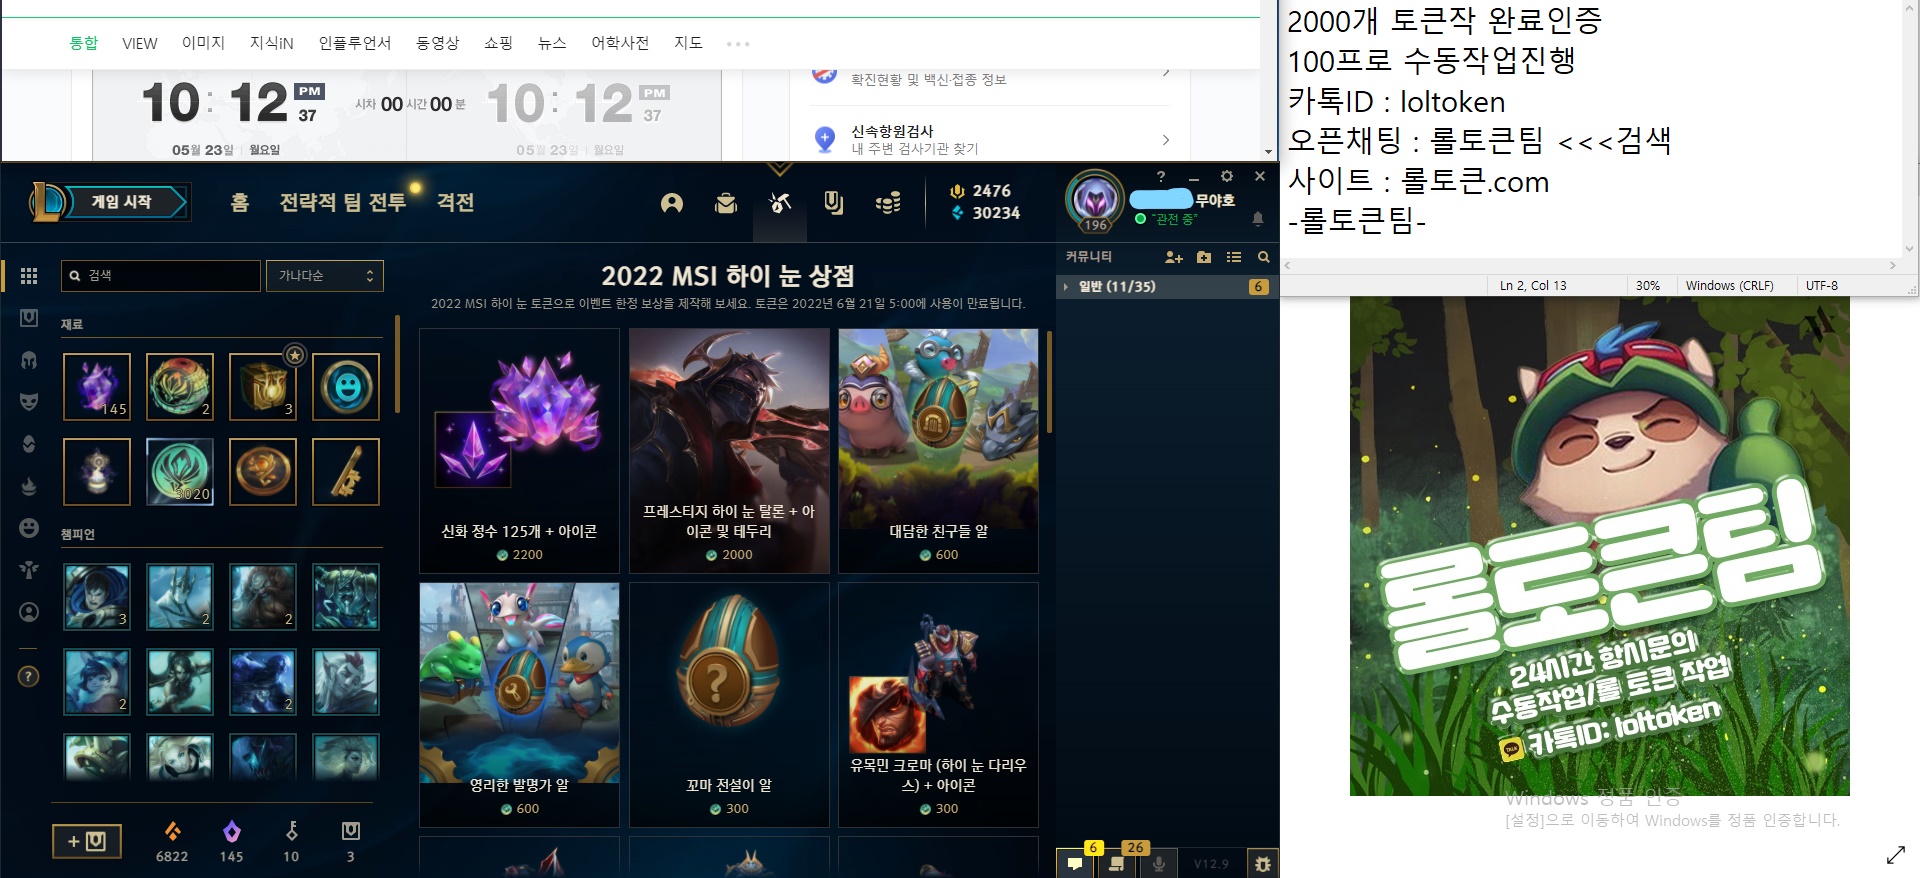 통합 VIEW 이미지 지식iN 인플루언서 동영상 쇼핑 뉴스 어학사전 지도
10:12 PM 37
05월 23일 | 월요일
시차 00 시간 00 분
10:12 PM 37
05월 23일 | 월요일
확진현황 및 백신·접종 정보
신속항원검사
내 주변 검사기관 찾기
2000개 토큰작 완료인증
100프로 수동작업진행
카톡ID : loltoken
오픈채팅 : 롤토큰팀 <<<검색
사이트 : 롤토큰.com
-롤토큰팀-
Ln 2, Col 13 30% Windows (CRLF) UTF-8
게임 시작
홈 전략적 팀 전투 격전
2476
30234
196
무야호
"관전 중"
커뮤니티
일반 (11/35) 6
검색
가나다순
재료
145 2 3
3020
챔피언
3 2 2
2 2
6822 145 10 3
2022 MSI 하이 눈 상점
2022 MSI 하이 눈 토큰으로 이벤트 한정 보상을 제작해 보세요. 토큰은 2022년 6월 21일 5:00에 사용이 만료됩니다.
신화 정수 125개 + 아이콘
2200
프레스티지 하이 눈 탈론 + 아
이콘 및 테두리
2000
대담한 친구들 알
600
영리한 발명가 알
600
꼬마 전설이 알
300
유목민 크로마 (하이 눈 다리우
스) + 아이콘
300
6 26 V12.9
롤토큰팀
24시간 항시문의
수동작업/롤 토큰 작업
TALK 카톡ID: loltoken
Windows 정품 인증
[설정]으로 이동하여 Windows를 정품 인증합니다.